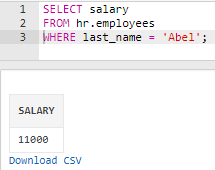 1 SELECT salary
2 FROM hr.employees
3 WHERE last_name = 'Abel';
SALARY
11000
Download CSV